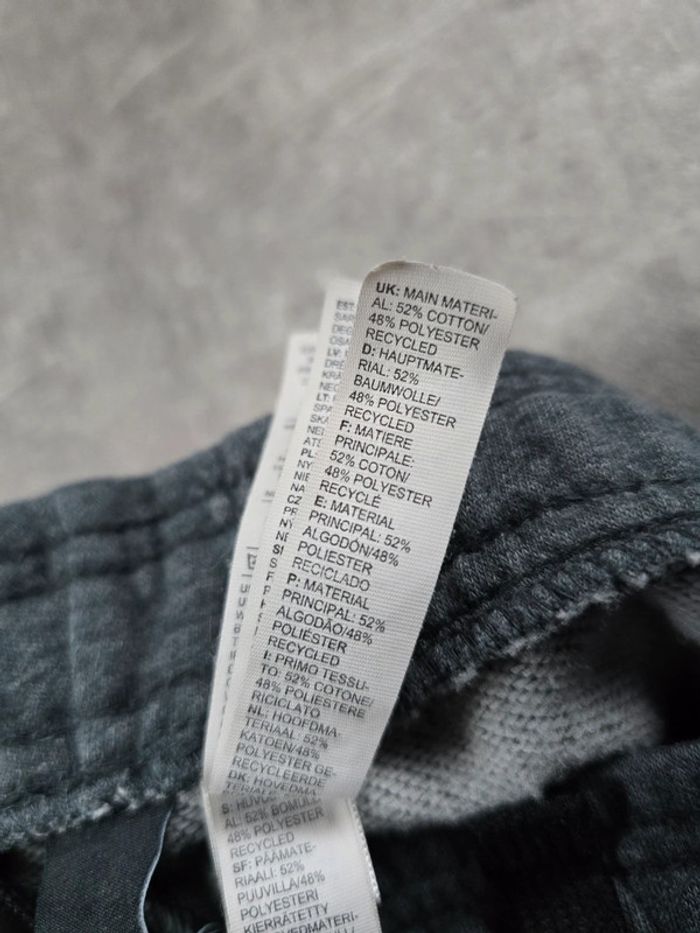 UK: MAIN MATERI-
AL: 52% COTTON/
48% POLYESTER
RECYCLED
D: HAUPTMATE-
RIAL: 52%
BAUMWOLLE/
48% POLYESTER
RECYCLED
F: MATIERE
PRINCIPALE:
52% COTON/
48% POLYESTER
RECYCLÉ
E: MATERIAL
PRINCIPAL: 52%
ALGODÓN/48%
POLIESTER
RECICLADO
P: MATERIAL
PRINCIPAL: 52%
ALGODÃO/48%
POLIÉSTER
RECYCLED
I: PRIMO TESSU-
TO: 52% COTONE/
48% POLIESTERE
RICICLATO
NL: HOOFDMA-
TERIAAL: 52%
KATOEN/48%
POLYESTER GE-
RECYCLEERDE
DK: HOVEDMA-
S: HUVUD
AL: 52% BOMULL
48% POLYESTER
RECYCLED
SF: PÄÄMATE-
RIAALI: 52%
PUUVILLA/48%
POLYESTERI
KIERRÄTETTY